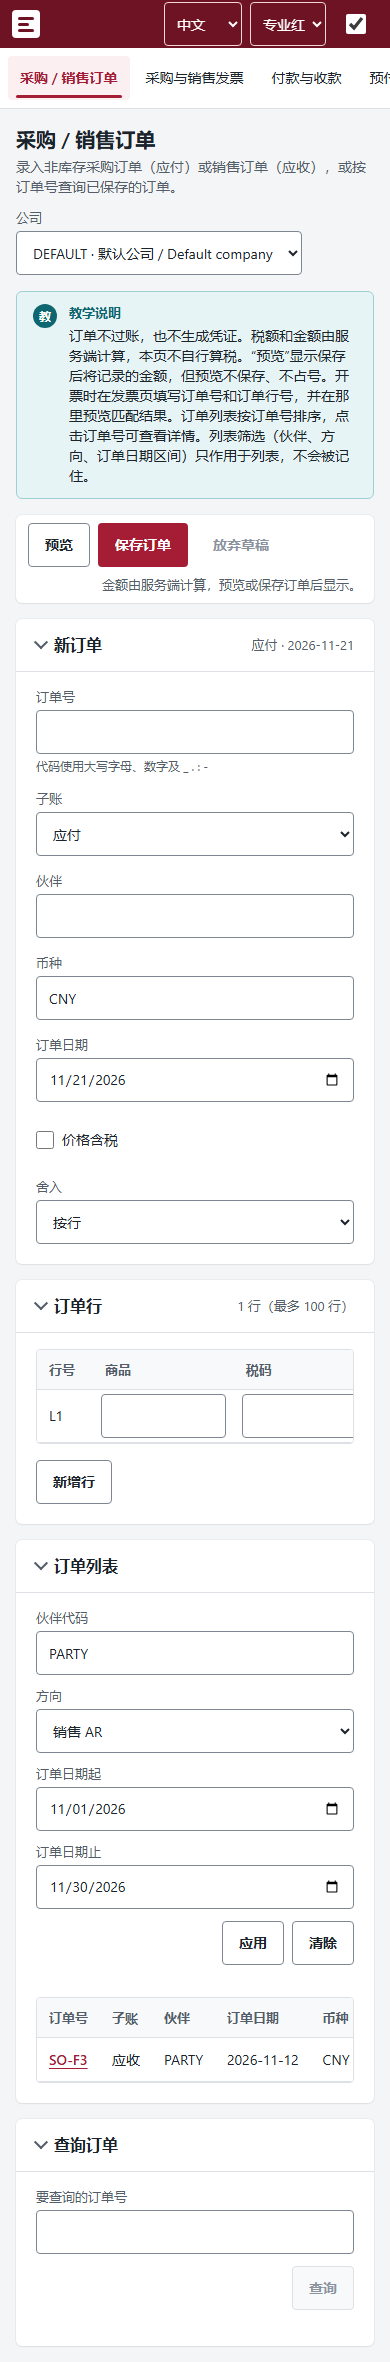 中文 专业红
采购 / 销售订单 采购与销售发票 付款与收款 预
采购 / 销售订单
录入非库存采购订单（应付）或销售订单（应收），或按
订单号查询已保存的订单。
公司
DEFAULT · 默认公司 / Default company
教 教学说明
订单不过账，也不生成凭证。税额和金额由服
务端计算，本页不自行算税。“预览”显示保存
后将记录的金额，但预览不保存、不占号。开
票时在发票页填写订单号和订单行号，并在那
里预览匹配结果。订单列表按订单号排序，点
击订单号可查看详情。列表筛选（伙伴、方
向、订单日期区间）只作用于列表，不会被记
住。
预览 保存订单 放弃草稿
金额由服务端计算，预览或保存订单后显示。
新订单 应付 · 2026-11-21
订单号
代码使用大写字母、数字及 _ . : -
子账
应付
伙伴
币种
CNY
订单日期
11/21/2026
价格含税
舍入
按行
订单行 1 行（最多 100 行）
行号 商品 税码
L1
新增行
订单列表
伙伴代码
PARTY
方向
销售 AR
订单日期起
11/01/2026
订单日期止
11/30/2026
应用 清除
订单号 子账 伙伴 订单日期 币种
SO-F3 应收 PARTY 2026-11-12 CNY
查询订单
要查询的订单号
查询